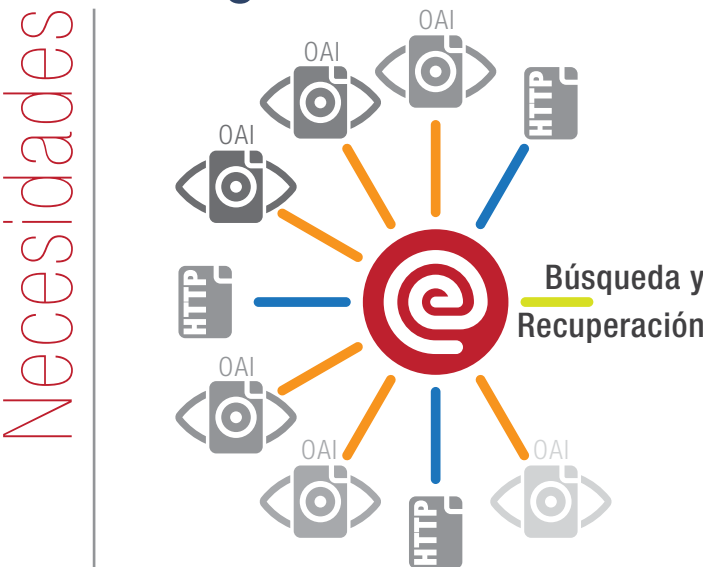 Necesidades
OAI
OAI
HTTP
OAI
Búsqueda y
Recuperación
HTTP
OAI
OAI
OAI
HTTP